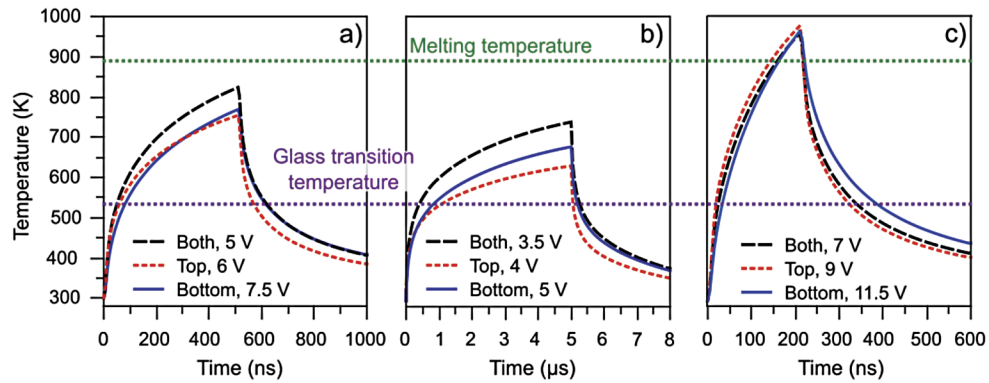 1000
900
800
700
600
500
400
300
Temperature (K)
a)
Melting temperature
Glass transition
temperature
Both, 5 V
Top, 6 V
Bottom, 7.5 V
0 200 400 600 800 1000
Time (ns)
b)
Both, 3.5 V
Top, 4 V
Bottom, 5 V
0 1 2 3 4 5 6 7 8
Time (μs)
c)
Both, 7 V
Top, 9 V
Bottom, 11.5 V
0 100 200 300 400 500 600
Time (ns)